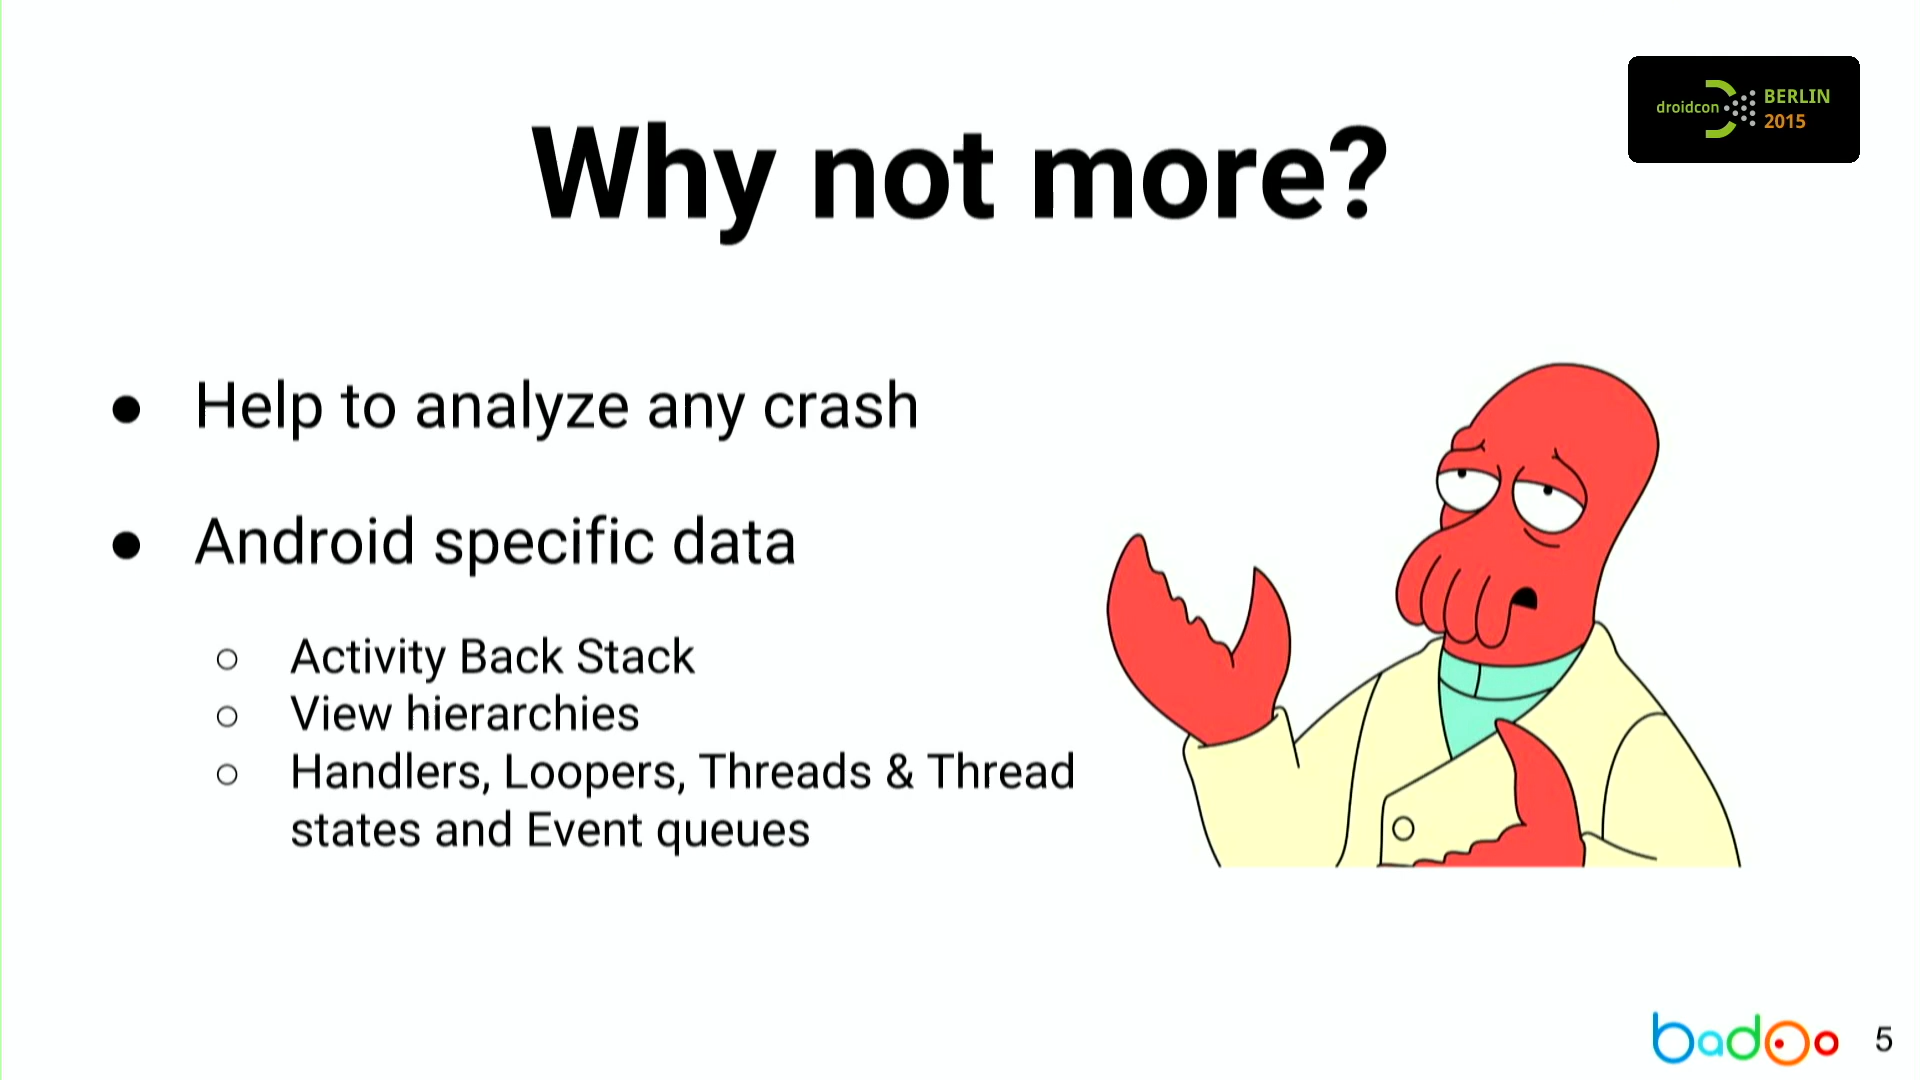 droidcon
BERLIN
2015
Why not more?
● Help to analyze any crash
● Android specific data
○ Activity Back Stack
○ View hierarchies
○ Handlers, Loopers, Threads & Thread
states and Event queues
badoo
5